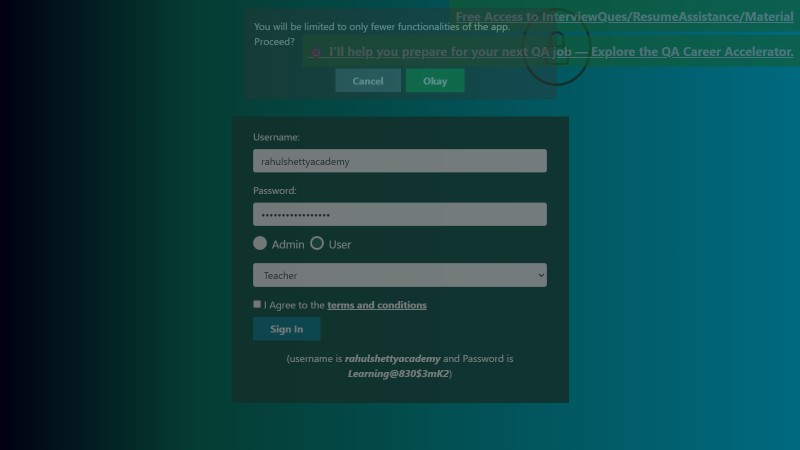 Free Access to InterviewQues/ResumeAssistance/Material
You will be limited to only fewer functionalities of the app.
Proceed?
I'll help you prepare for your next QA job — Explore the QA Career Accelerator.
Cancel Okay
Username:
rahulshettyacademy
Password:
•••••••••••••••••
Admin User
Teacher
I Agree to the terms and conditions
Sign In
(username is rahulshettyacademy and Password is
Learning@830$3mK2)